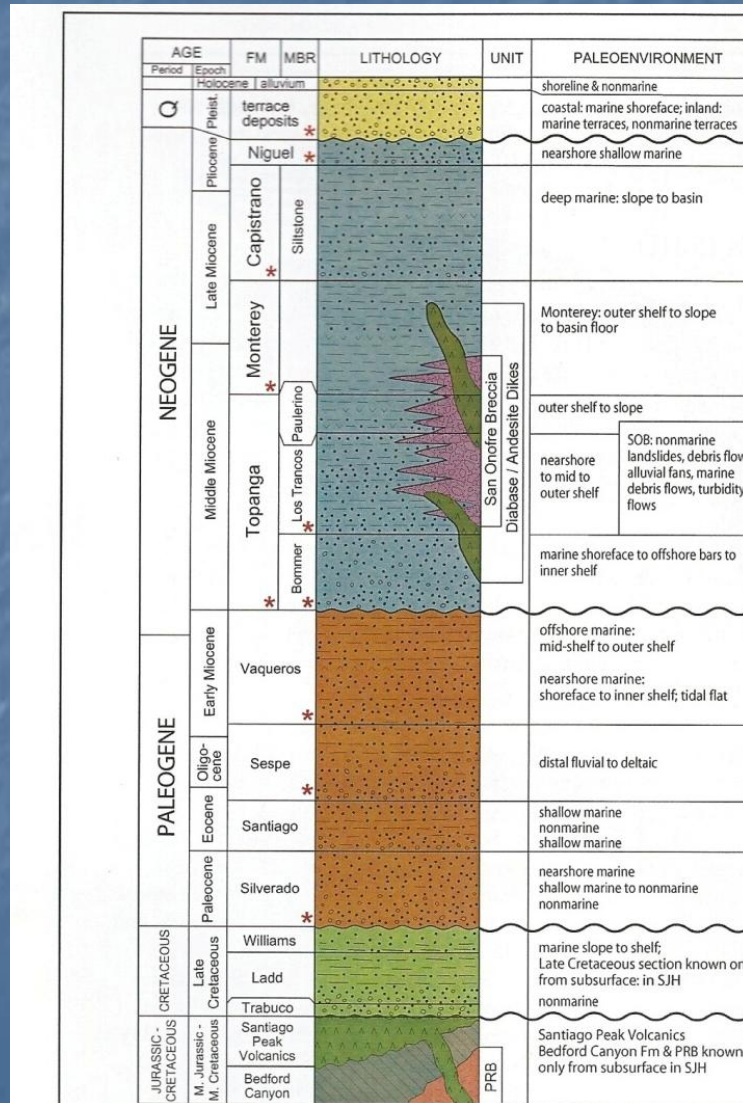 AGE
Period
Epoch
FM
MBR
LITHOLOGY
UNIT
PALEOENVIRONMENT
Holocene
alluvium
shoreline & nonmarine
Q
Pleist.
terrace
deposits
*
coastal: marine shoreface; inland:
marine terraces, nonmarine terraces
NEOGENE
Pliocene
Niguel *
nearshore shallow marine
Late Miocene
Capistrano
*
Siltstone
deep marine: slope to basin
Monterey
*
Monterey: outer shelf to slope
to basin floor
Middle Miocene
Topanga
*
Paulerino
Los Trancos
*
Bommer
*
San Onofre Breccia
Diabase / Andesite Dikes
outer shelf to slope
nearshore
to mid to
outer shelf
SOB: nonmarine
landslides, debris flow
alluvial fans, marine
debris flows, turbidity
flows
marine shoreface to offshore bars to
inner shelf
PALEOGENE
Early Miocene
Vaqueros
*
offshore marine:
mid-shelf to outer shelf
nearshore marine:
shoreface to inner shelf; tidal flat
Oligo-
cene
Sespe
*
distal fluvial to deltaic
Eocene
Santiago
shallow marine
nonmarine
shallow marine
Paleocene
Silverado
*
nearshore marine
shallow marine to nonmarine
nonmarine
CRETACEOUS
Late
Cretaceous
Williams
Ladd
Trabuco
marine slope to shelf;
Late Cretaceous section known
from subsurface: in SJH
nonmarine
JURASSIC -
CRETACEOUS
M. Jurassic -
M. Cretaceous
Santiago
Peak
Volcanics
Bedford
Canyon
PRB
Santiago Peak Volcanics
Bedford Canyon Fm & PRB known
only from subsurface in SJH